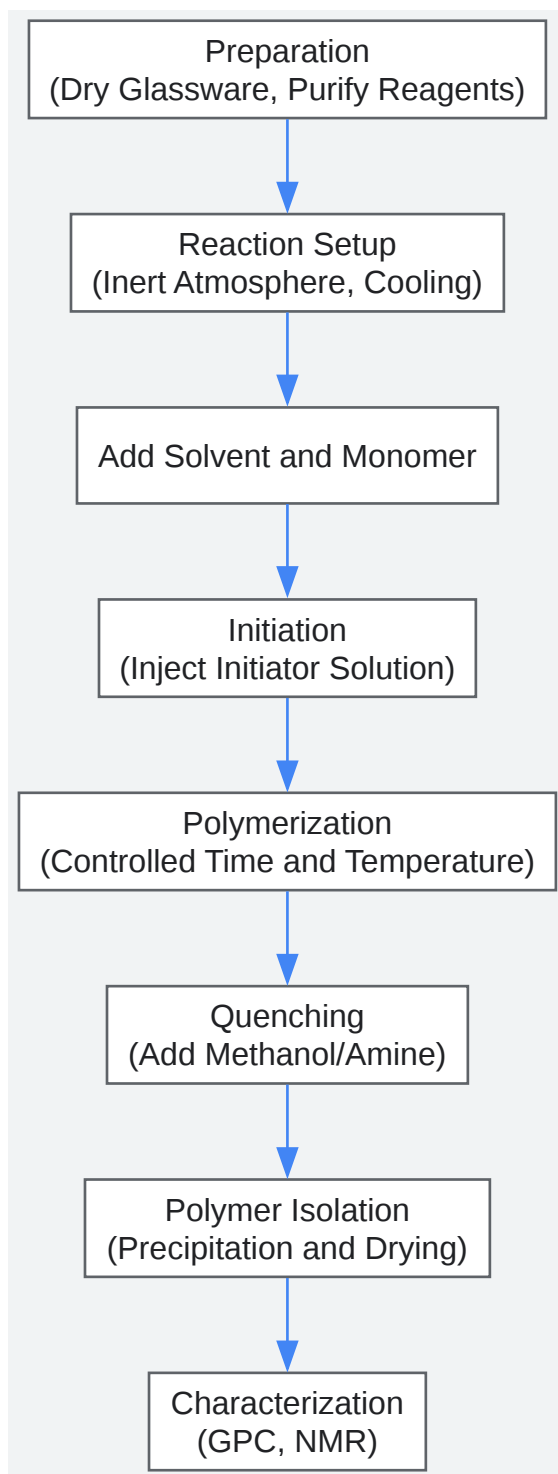 Preparation
(Dry Glassware, Purify Reagents)
Reaction Setup
(Inert Atmosphere, Cooling)
Add Solvent and Monomer
Initiation
(Inject Initiator Solution)
Polymerization
(Controlled Time and Temperature)
Quenching
(Add Methanol/Amine)
Polymer Isolation
(Precipitation and Drying)
Characterization
(GPC, NMR)